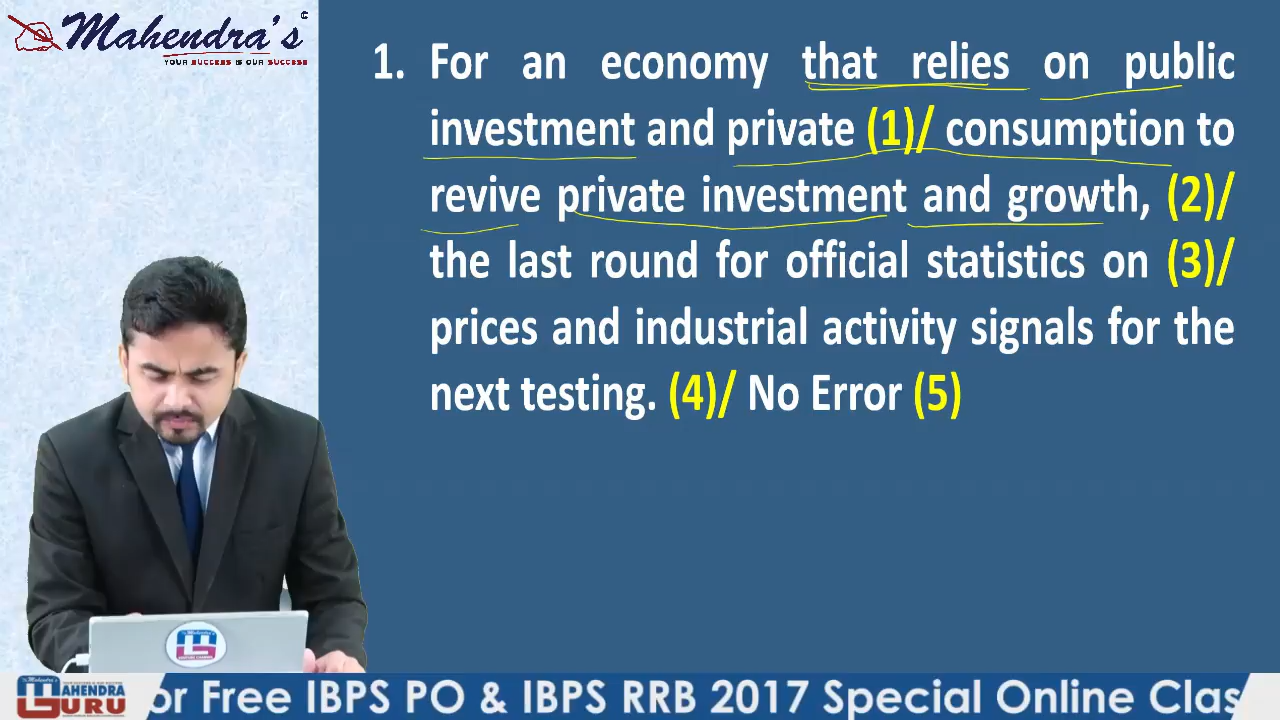 Mahendra's
YOUR SUCCESS IS OUR SUCCESS
1. For an economy that relies on public
investment and private (1)/ consumption to
revive private investment and growth, (2)/
the last round for official statistics on (3)/
prices and industrial activity signals for the
next testing. (4)/ No Error (5)
MAHENDRA
GURU
or Free IBPS PO & IBPS RRB 2017 Special Online Clas